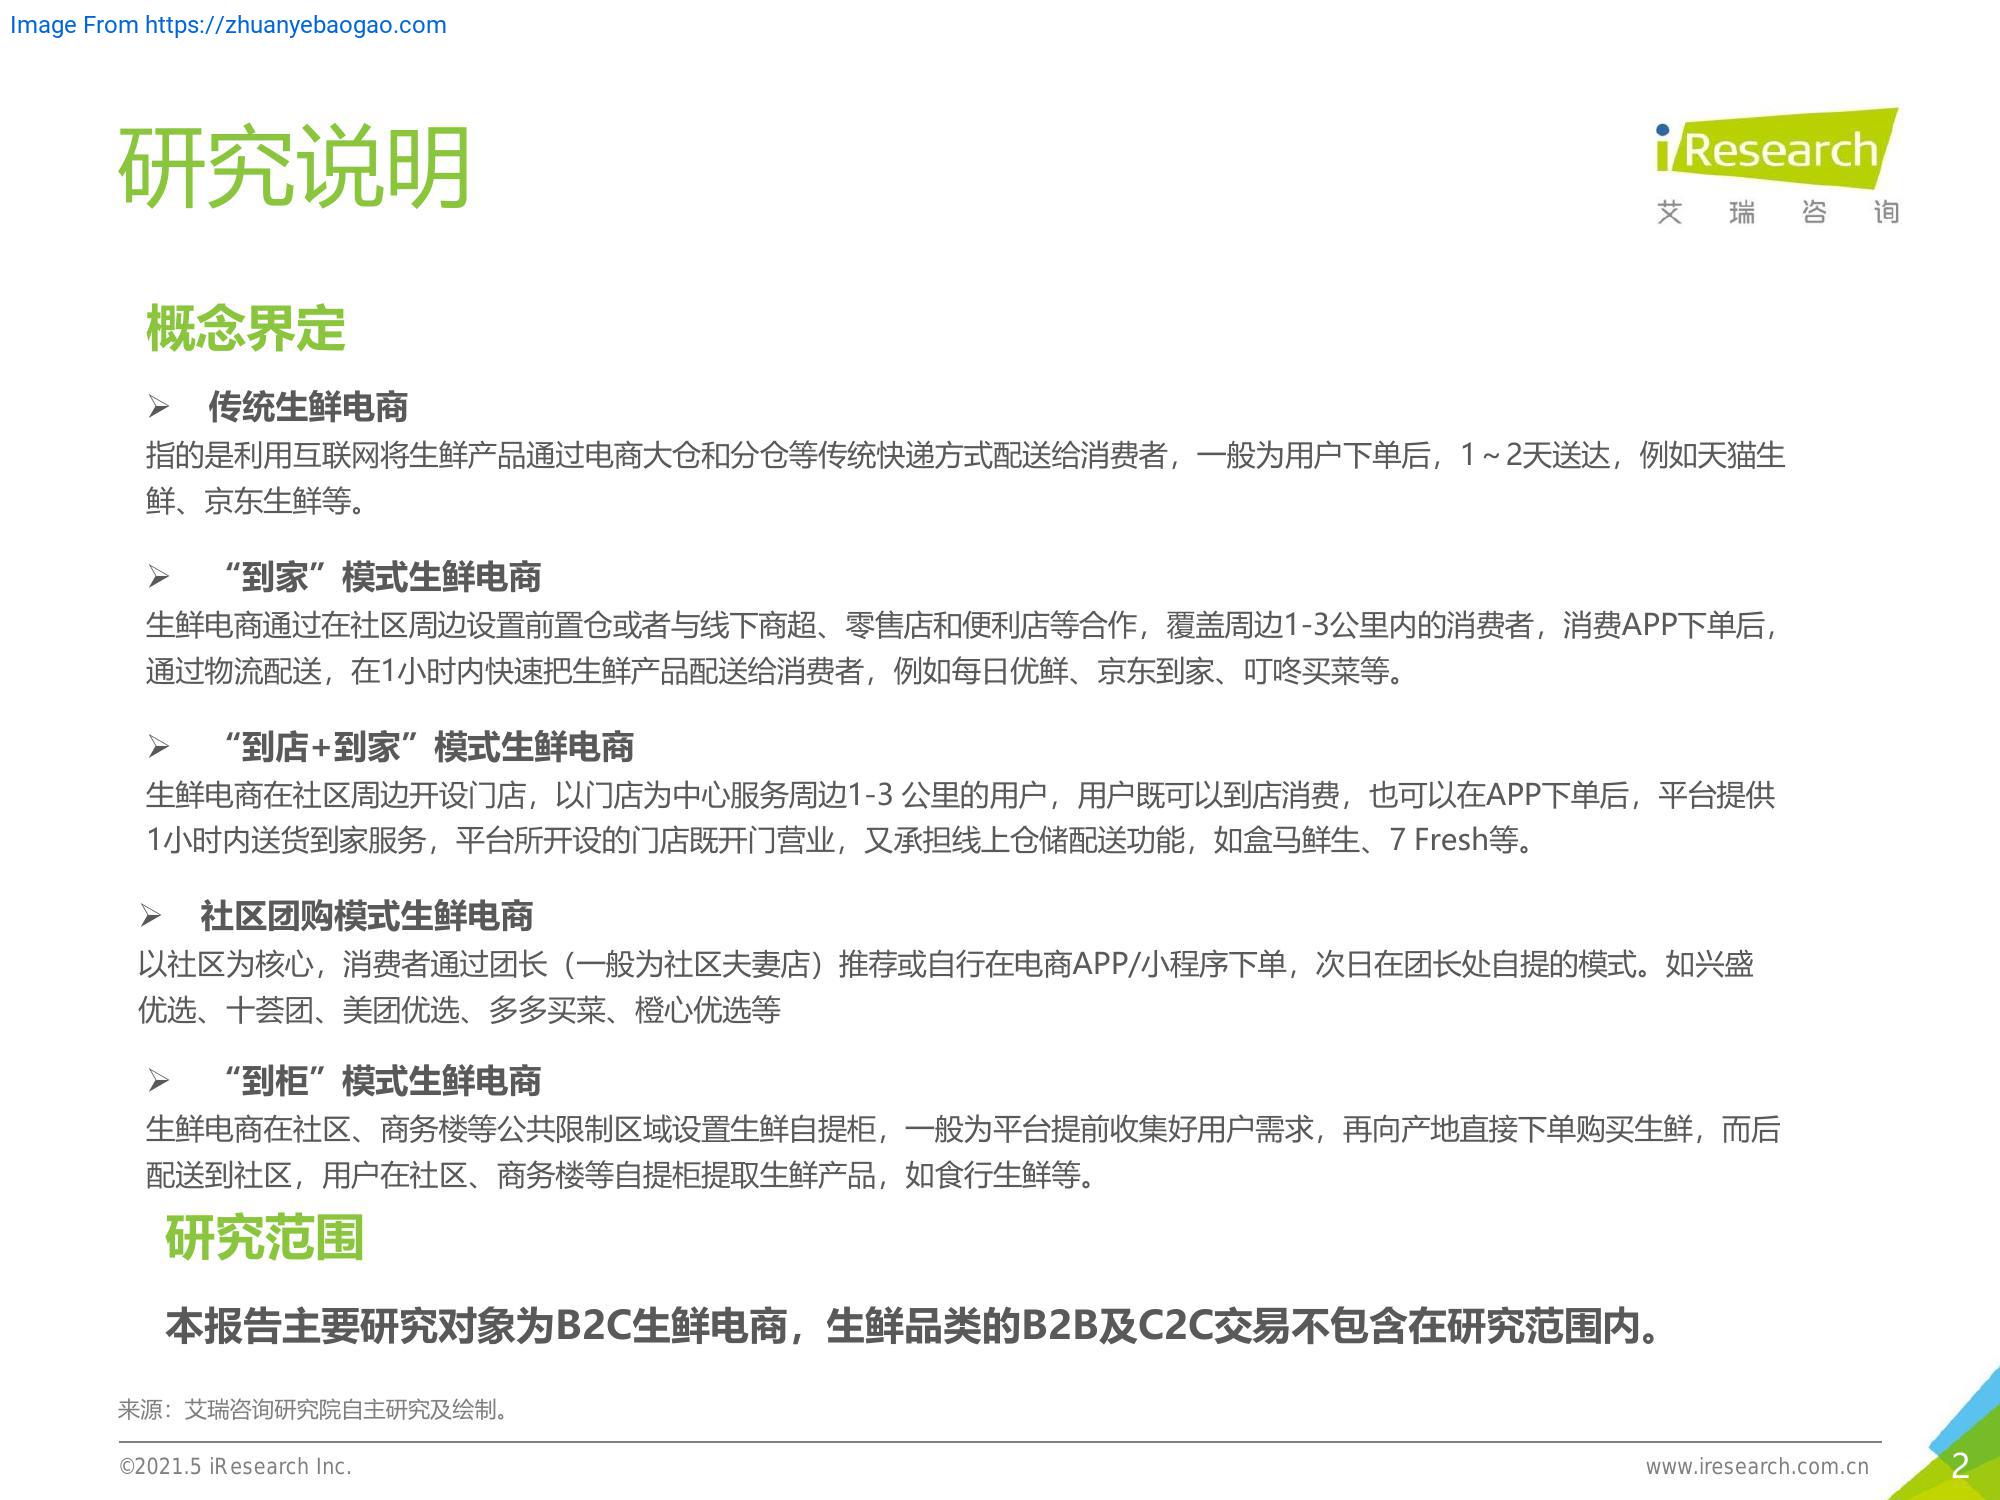 Image From https://zhuanyebaogao.com
研究说明
iResearch
艾瑞咨询
概念界定
➢ 传统生鲜电商
指的是利用互联网将生鲜产品通过电商大仓和分仓等传统快递方式配送给消费者，一般为用户下单后，1～2天送达，例如天猫生
鲜、京东生鲜等。
➢ “到家”模式生鲜电商
生鲜电商通过在社区周边设置前置仓或者与线下商超、零售店和便利店等合作，覆盖周边1-3公里内的消费者，消费APP下单后，
通过物流配送，在1小时内快速把生鲜产品配送给消费者，例如每日优鲜、京东到家、叮咚买菜等。
➢ “到店+到家”模式生鲜电商
生鲜电商在社区周边开设门店，以门店为中心服务周边1-3 公里的用户，用户既可以到店消费，也可以在APP下单后，平台提供
1小时内送货到家服务，平台所开设的门店既开门营业，又承担线上仓储配送功能，如盒马鲜生、7 Fresh等。
➢ 社区团购模式生鲜电商
以社区为核心，消费者通过团长（一般为社区夫妻店）推荐或自行在电商APP/小程序下单，次日在团长处自提的模式。如兴盛
优选、十荟团、美团优选、多多买菜、橙心优选等
➢ “到柜”模式生鲜电商
生鲜电商在社区、商务楼等公共限制区域设置生鲜自提柜，一般为平台提前收集好用户需求，再向产地直接下单购买生鲜，而后
配送到社区，用户在社区、商务楼等自提柜提取生鲜产品，如食行生鲜等。
研究范围
本报告主要研究对象为B2C生鲜电商，生鲜品类的B2B及C2C交易不包含在研究范围内。
来源：艾瑞咨询研究院自主研究及绘制。
©2021.5 iResearch Inc.
www.iresearch.com.cn
2